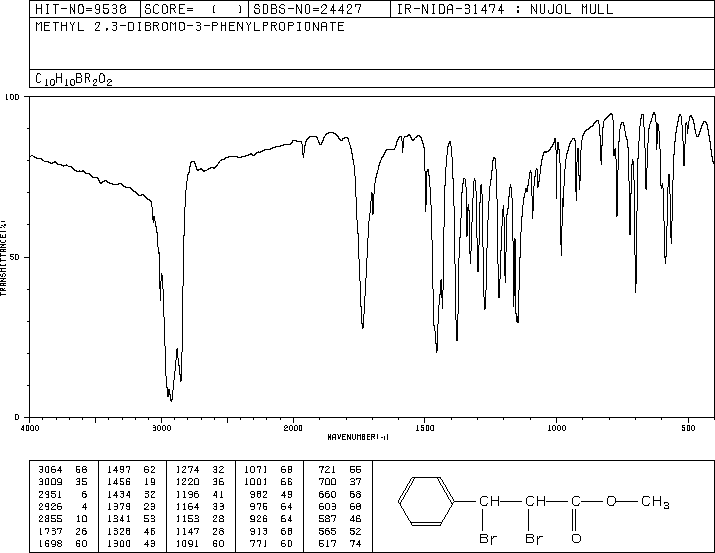 HIT-NO=9538 SCORE= ( ) SDBS-NO=24427 IR-NIDA-31474 : NUJOL MULL
METHYL 2,3-DIBROMO-3-PHENYLPROPIONATE
C10H10BR2O2
100
TRANSMITTANCE(%)
50
0
4000 3000 2000 1500 1000 500
WAVENUMBER(-1)
3064 1497 62 1274 32 1071 68 721 55
3009 35 1456 19 1220 36 1001 66 700 37
2951 6 1434 32 1196 41 982 49 660 68
2926 4 1379 23 1164 33 976 64 603 68
2855 10 1341 53 1153 28 926 64 587 46
1737 26 1328 46 1147 28 913 68 565 52
1698 60 1300 43 1091 60 771 60 517 74
CH CH C O CH3
Br Br O